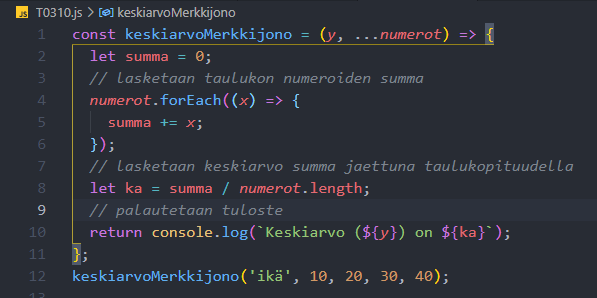 JS T0310.js > keskiarvoMerkkijono
1 const keskiarvoMerkkijono = (y, ...numerot) => {
2 let summa = 0;
3 // lasketaan taulukon numeroiden summa
4 numerot.forEach((x) => {
5 summa += x;
6 });
7 // lasketaan keskiarvo summa jaettuna taulukopituudella
8 let ka = summa / numerot.length;
9 // palautetaan tuloste
10 return console.log(`Keskiarvo (${y}) on ${ka}`);
11 };
12 keskiarvoMerkkijono('ikä', 10, 20, 30, 40);
13